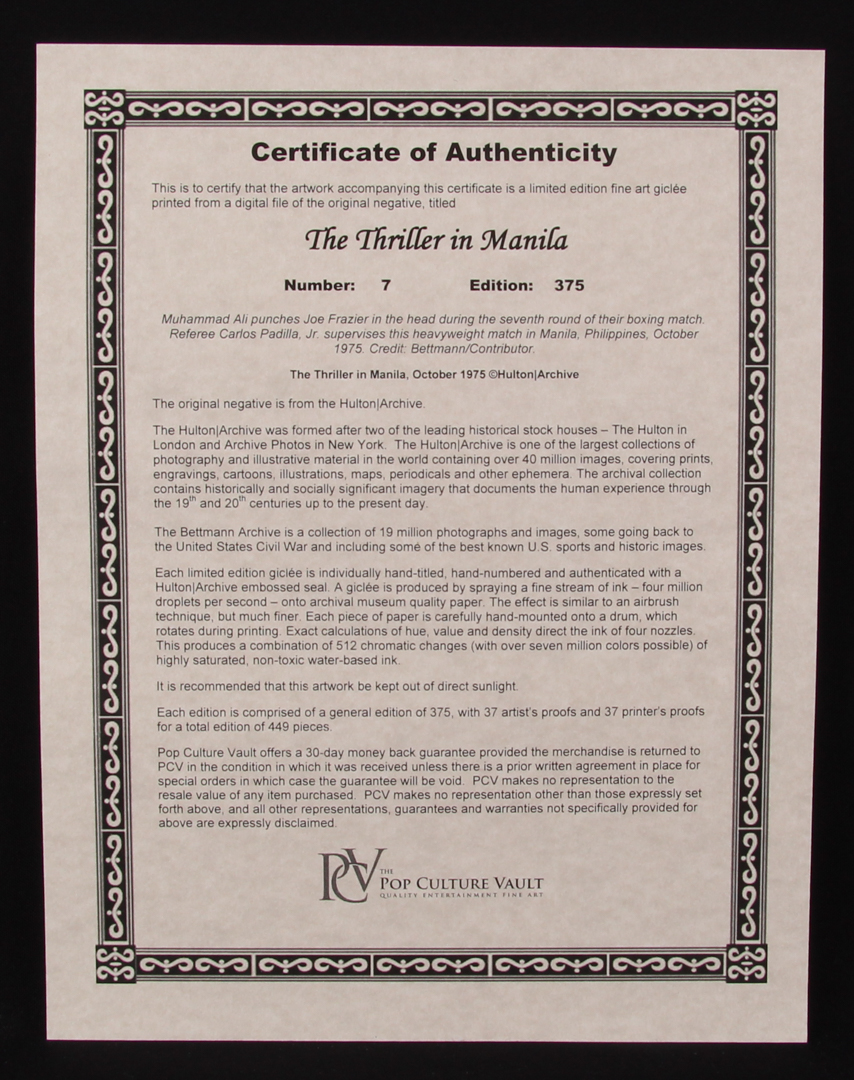 Certificate of Authenticity
This is to certify that the artwork accompanying this certificate is a limited edition fine art giclée
printed from a digital file of the original negative, titled
The Thriller in Manila
Number: 7 Edition: 375
Muhammad Ali punches Joe Frazier in the head during the seventh round of their boxing match.
Referee Carlos Padilla, Jr. supervises this heavyweight match in Manila, Philippines, October
1975. Credit: Bettmann/Contributor.
The Thriller in Manila, October 1975 ©Hulton|Archive
The original negative is from the Hulton|Archive.
The Hulton|Archive was formed after two of the leading historical stock houses – The Hulton in
London and Archive Photos in New York. The Hulton|Archive is one of the largest collections of
photography and illustrative material in the world containing over 40 million images, covering prints,
engravings, cartoons, illustrations, maps, periodicals and other ephemera. The archival collection
contains historically and socially significant imagery that documents the human experience through
the 19th and 20th centuries up to the present day.
The Bettmann Archive is a collection of 19 million photographs and images, some going back to
the United States Civil War and including some of the best known U.S. sports and historic images.
Each limited edition giclée is individually hand-titled, hand-numbered and authenticated with a
Hulton|Archive embossed seal. A giclée is produced by spraying a fine stream of ink – four million
droplets per second – onto archival museum quality paper. The effect is similar to an airbrush
technique, but much finer. Each piece of paper is carefully hand-mounted onto a drum, which
rotates during printing. Exact calculations of hue, value and density direct the ink of four nozzles.
This produces a combination of 512 chromatic changes (with over seven million colors possible) of
highly saturated, non-toxic water-based ink.
It is recommended that this artwork be kept out of direct sunlight.
Each edition is comprised of a general edition of 375, with 37 artist's proofs and 37 printer's proofs
for a total edition of 449 pieces.
Pop Culture Vault offers a 30-day money back guarantee provided the merchandise is returned to
PCV in the condition in which it was received unless there is a prior written agreement in place for
special orders in which case the guarantee will be void. PCV makes no representation to the
resale value of any item purchased. PCV makes no representation other than those expressly set
forth above, and all other representations, guarantees and warranties not specifically provided for
above are expressly disclaimed.
PCV THE
POP CULTURE VAULT
QUALITY ENTERTAINMENT FINE ART